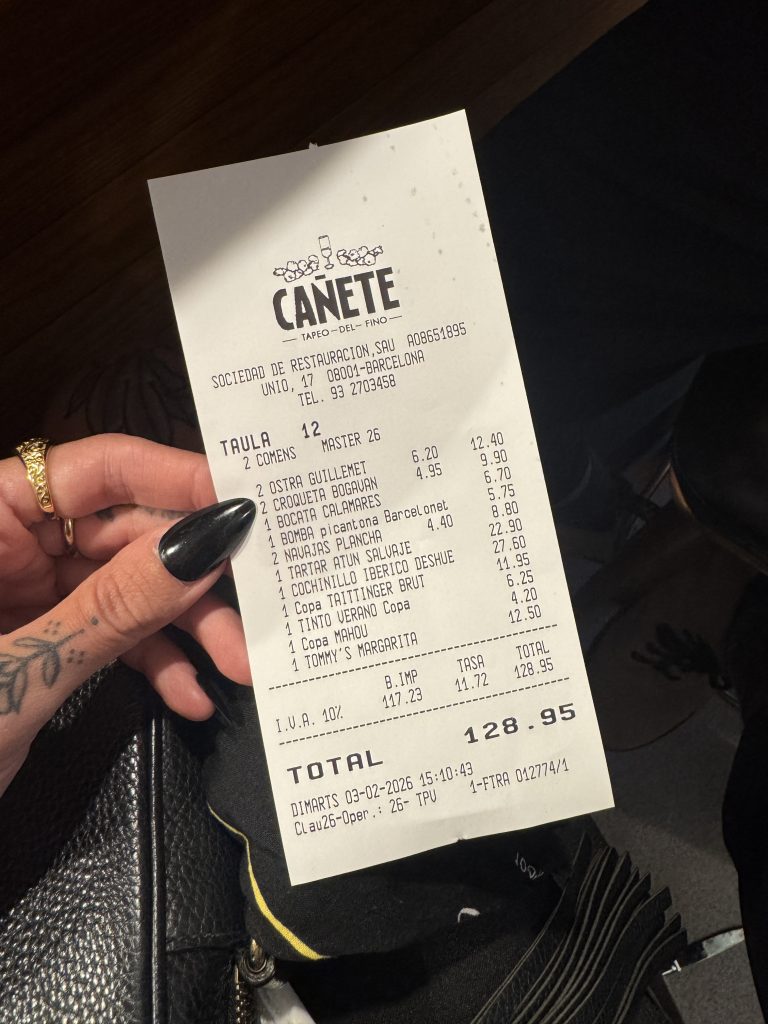 CAÑETE
TAPEO-DEL-FINO
SOCIEDAD DE RESTAURACION,SAU A08651895
UNIO, 17 08001-BARCELONA
TEL. 93 2703458
TAULA 12
2 COMENS MASTER 26
2 OSTRA GUILLEMET 6.20 12.40
2 CROQUETA BOGAVAN 4.95 9.90
1 BOCATA CALAMARES 6.70
1 BOMBA picantona Barcelonet 5.75
2 NAVAJAS PLANCHA 4.40 8.80
1 TARTAR ATUN SALVAJE 22.90
1 COCHINILLO IBERICO DESHUE 27.60
1 Copa TAITTINGER BRUT 11.95
1 TINTO VERANO Copa 6.25
1 Copa MAHOU 4.20
1 TOMMY'S MARGARITA 12.50
B.IMP TASA TOTAL
I.V.A. 10% 117.23 11.72 128.95
TOTAL 128.95
DIMARTS 03-02-2026 15:10:43
Clau26-Oper.: 26- TPV 1-FTRA 012774/1